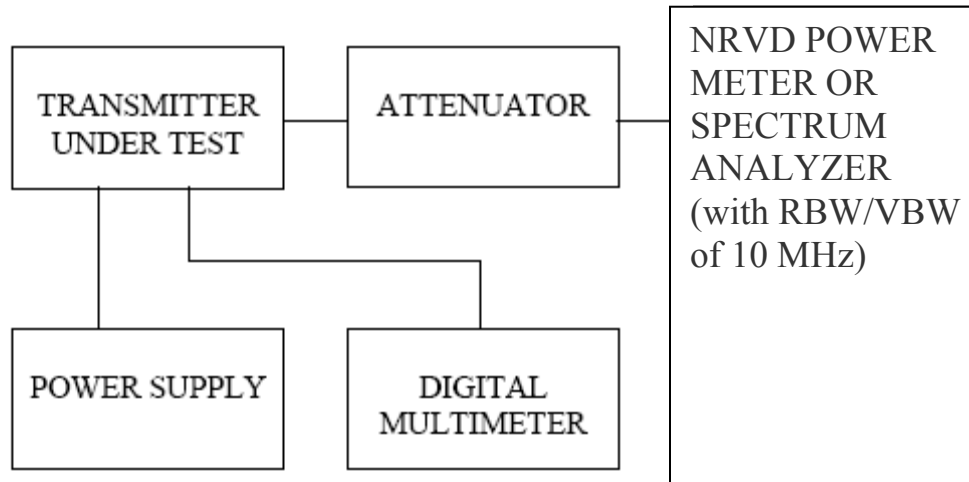 TRANSMITTER
UNDER TEST
ATTENUATOR
NRVD POWER
METER OR
SPECTRUM
ANALYZER
(with RBW/VBW
of 10 MHz)
POWER SUPPLY
DIGITAL
MULTIMETER